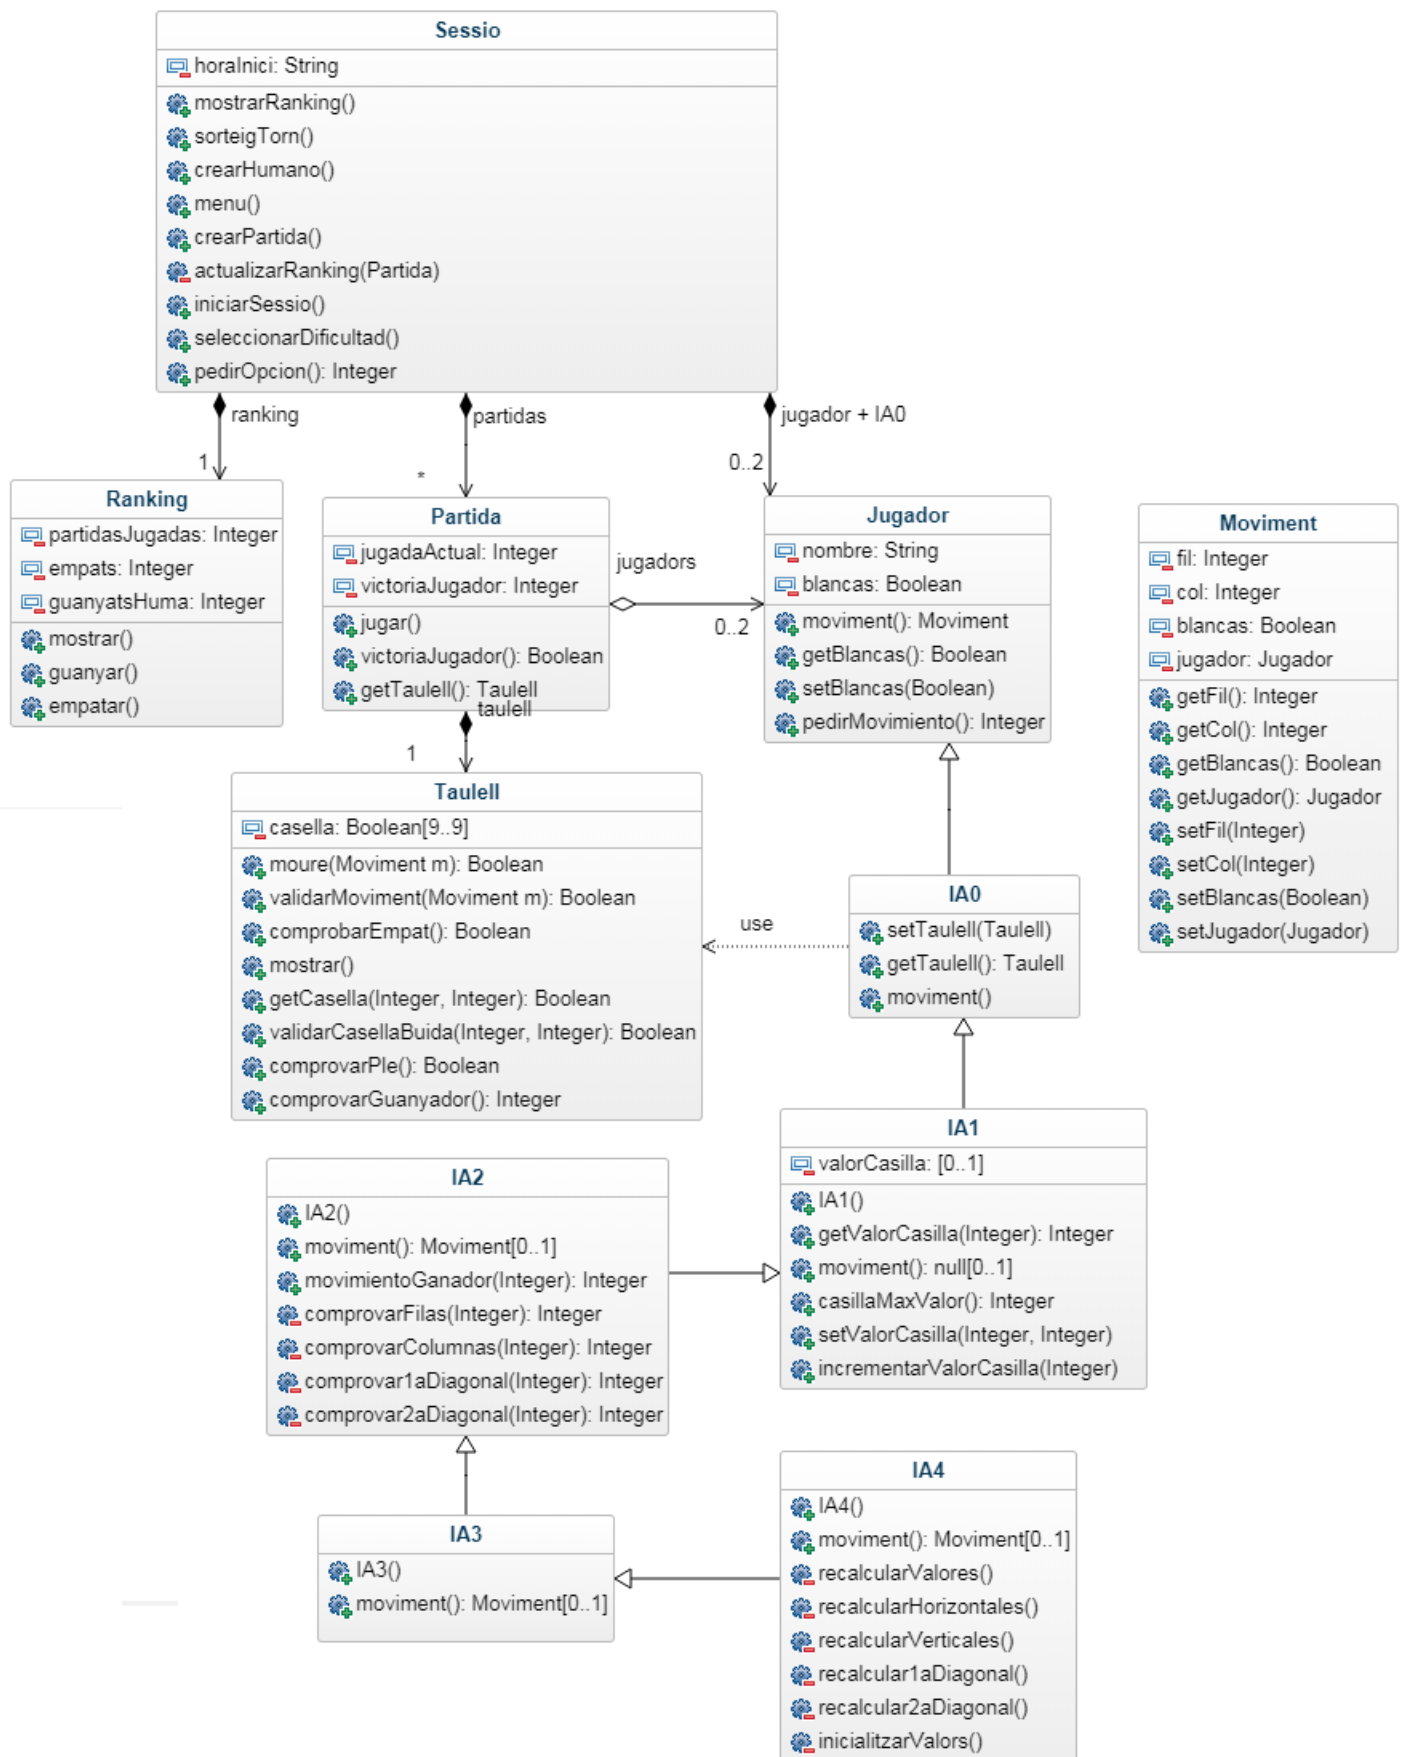 Sessio
horaInici: String
mostrarRanking()
sorteigTorn()
crearHumano()
menu()
crearPartida()
actualizarRanking(Partida)
iniciarSessio()
seleccionarDificultad()
pedirOpcion(): Integer
ranking
partidas
jugador + IA0
1
*
0..2
Ranking
partidasJugadas: Integer
empats: Integer
guanyatsHuma: Integer
mostrar()
guanyar()
empatar()
Partida
jugadaActual: Integer
victoriaJugador: Integer
jugar()
victoriaJugador(): Boolean
getTaulell(): Taulell
jugadors
0..2
Jugador
nombre: String
blancas: Boolean
moviment(): Moviment
getBlancas(): Boolean
setBlancas(Boolean)
pedirMovimiento(): Integer
Moviment
fil: Integer
col: Integer
blancas: Boolean
jugador: Jugador
getFil(): Integer
getCol(): Integer
getBlancas(): Boolean
getJugador(): Jugador
setFil(Integer)
setCol(Integer)
setBlancas(Boolean)
setJugador(Jugador)
taulell
1
Taulell
casella: Boolean[9..9]
moure(Moviment m): Boolean
validarMoviment(Moviment m): Boolean
comprobarEmpat(): Boolean
mostrar()
getCasella(Integer, Integer): Boolean
validarCasellaBuida(Integer, Integer): Boolean
comprovarPle(): Boolean
comprovarGuanyador(): Integer
use
IA0
setTaulell(Taulell)
getTaulell(): Taulell
moviment()
IA1
valorCasilla: [0..1]
IA1()
getValorCasilla(Integer): Integer
moviment(): null[0..1]
casillaMaxValor(): Integer
setValorCasilla(Integer, Integer)
incrementarValorCasilla(Integer)
IA2
IA2()
moviment(): Moviment[0..1]
movimientoGanador(Integer): Integer
comprovarFilas(Integer): Integer
comprovarColumnas(Integer): Integer
comprovar1aDiagonal(Integer): Integer
comprovar2aDiagonal(Integer): Integer
IA3
IA3()
moviment(): Moviment[0..1]
IA4
IA4()
moviment(): Moviment[0..1]
recalcularValores()
recalcularHorizontales()
recalcularVerticales()
recalcular1aDiagonal()
recalcular2aDiagonal()
inicialitzarValors()